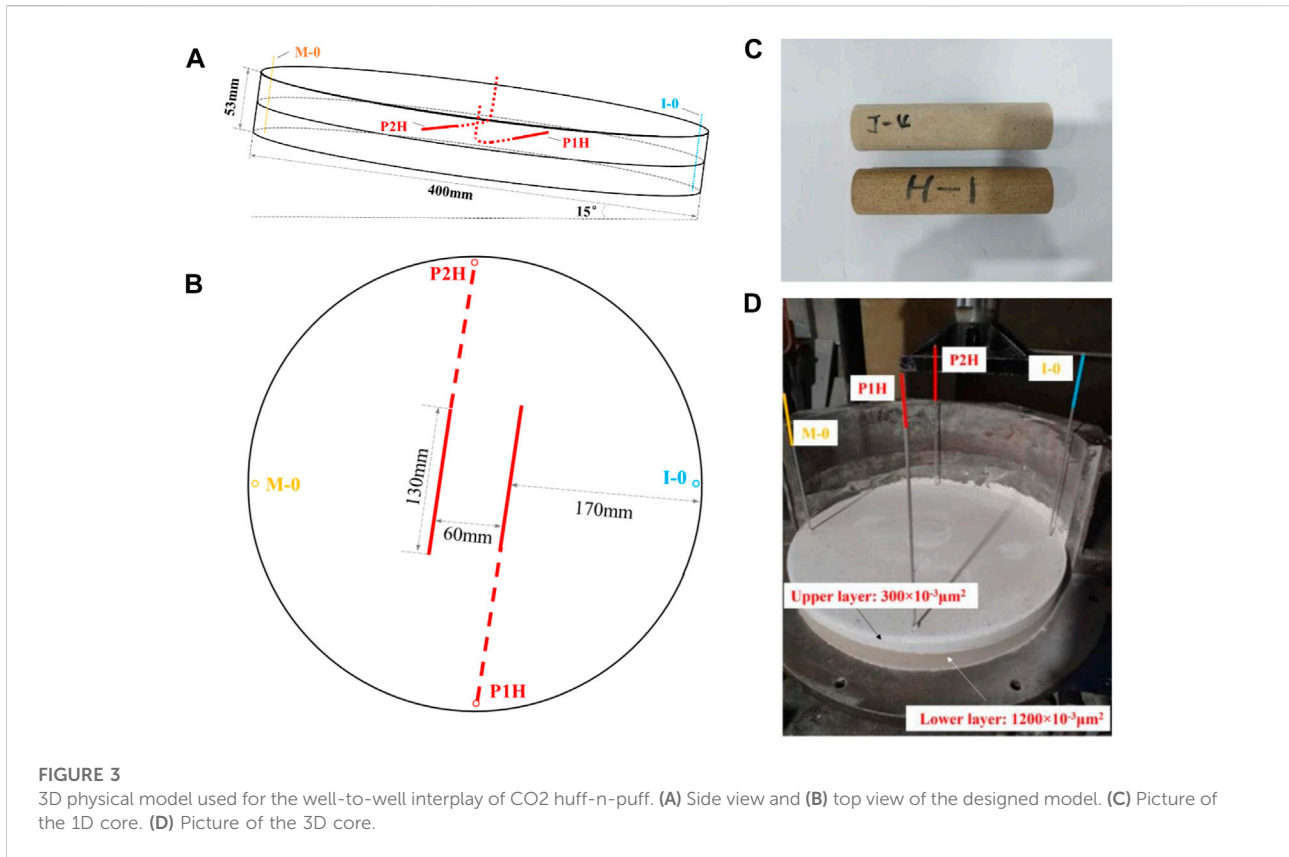 A
M-0
53mm
P2H
I-0
P1H
400mm
15°
B
P2H
M-0
130mm
60mm
I-0
170mm
P1H
C
H-1
D
P2H
I-0
P1H
M-0
Upper layer: 300×10⁻³μm²
Lower layer: 1200×10⁻³μm²
FIGURE 3
3D physical model used for the well-to-well interplay of CO2 huff-n-puff. (A) Side view and (B) top view of the designed model. (C) Picture of
the 1D core. (D) Picture of the 3D core.